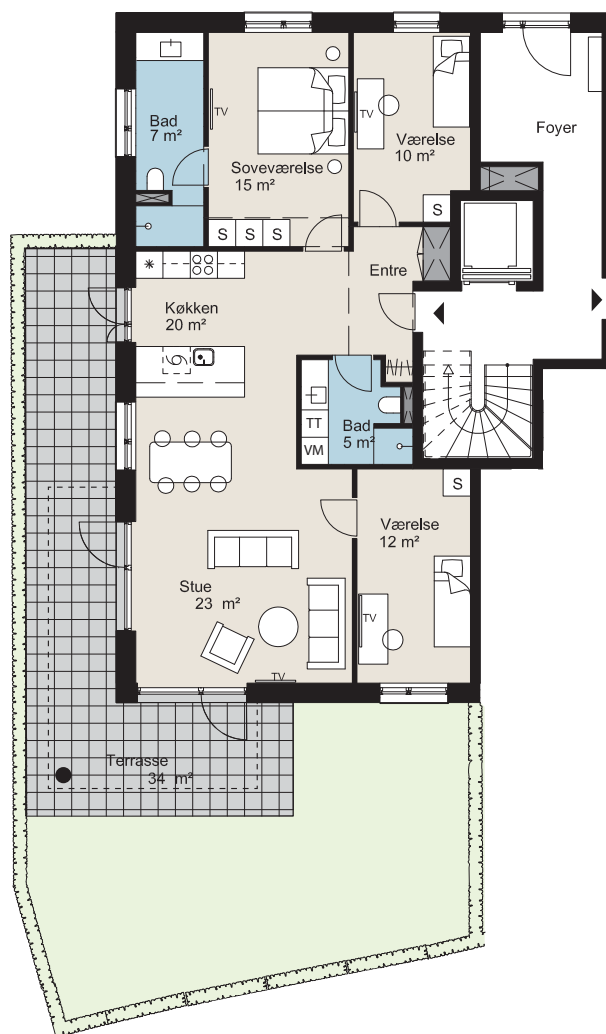 Bad
7 m²
TV
Soveværelse
15 m²
S S S
TV
Værelse
10 m²
S
Foyer
Entre
Køkken
20 m²
TT
VM
Bad
5 m²
S
Værelse
12 m²
TV
Stue
23 m²
TV
Terrasse
34 m²